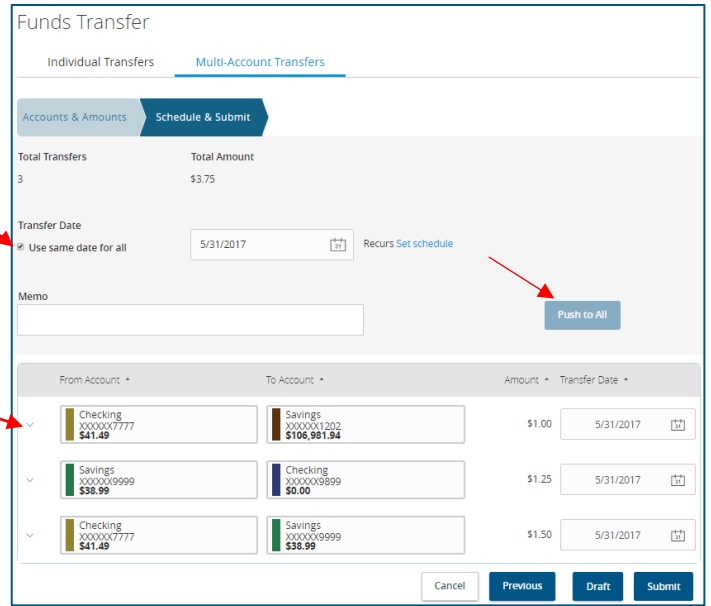 Funds Transfer
Individual Transfers Multi-Account Transfers
Accounts & Amounts Schedule & Submit
Total Transfers Total Amount
3 $3.75
Transfer Date
Use same date for all 5/31/2017 31 Recurs Set schedule
Memo
Push to All
From Account To Account Amount Transfer Date
Checking Savings
XXXXXX7777 XXXXXX1202 $1.00 5/31/2017 31
$41.49 $106,981.94
Savings Checking
XXXXXX9999 XXXXXX9899 $1.25 5/31/2017 31
$38.99 $0.00
Checking Savings
XXXXXX7777 XXXXXX9999 $1.50 5/31/2017 31
$41.49 $38.99
Cancel Previous Draft Submit